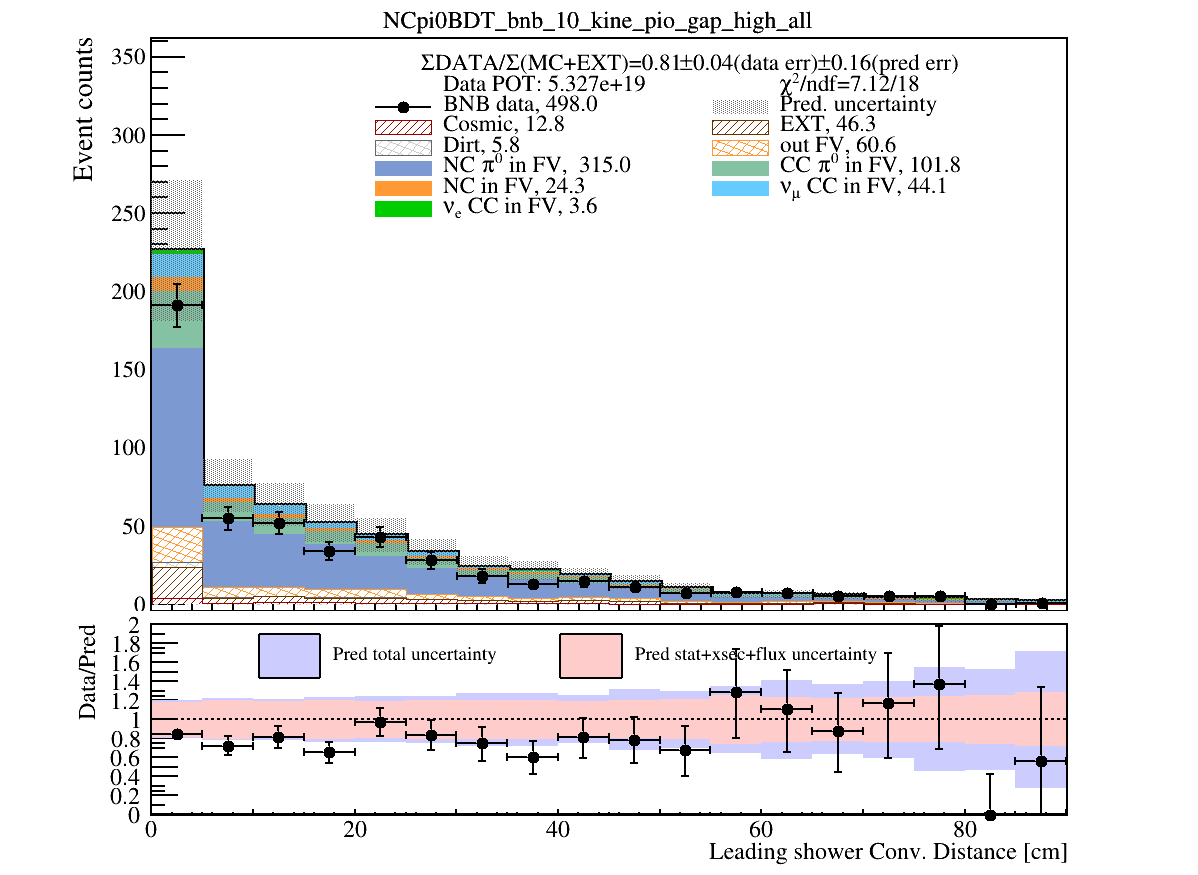 NCpi0BDT_bnb_10_kine_pio_gap_high_all
ΣDATA/Σ(MC+EXT)=0.81±0.04(data err)±0.16(pred err)
Data POT: 5.327e+19
χ²/ndf=7.12/18
BNB data, 498.0
Pred. uncertainty
Cosmic, 12.8
EXT, 46.3
Dirt, 5.8
out FV, 60.6
NC π⁰ in FV, 315.0
CC π⁰ in FV, 101.8
NC in FV, 24.3
νμ CC in FV, 44.1
νe CC in FV, 3.6
Event counts
350
300
250
200
150
100
50
0
Data/Pred
2
1.8
1.6
1.4
1.2
1
0.8
0.6
0.4
0.2
0
Pred total uncertainty
Pred stat+xsec+flux uncertainty
0 20 40 60 80
Leading shower Conv. Distance [cm]